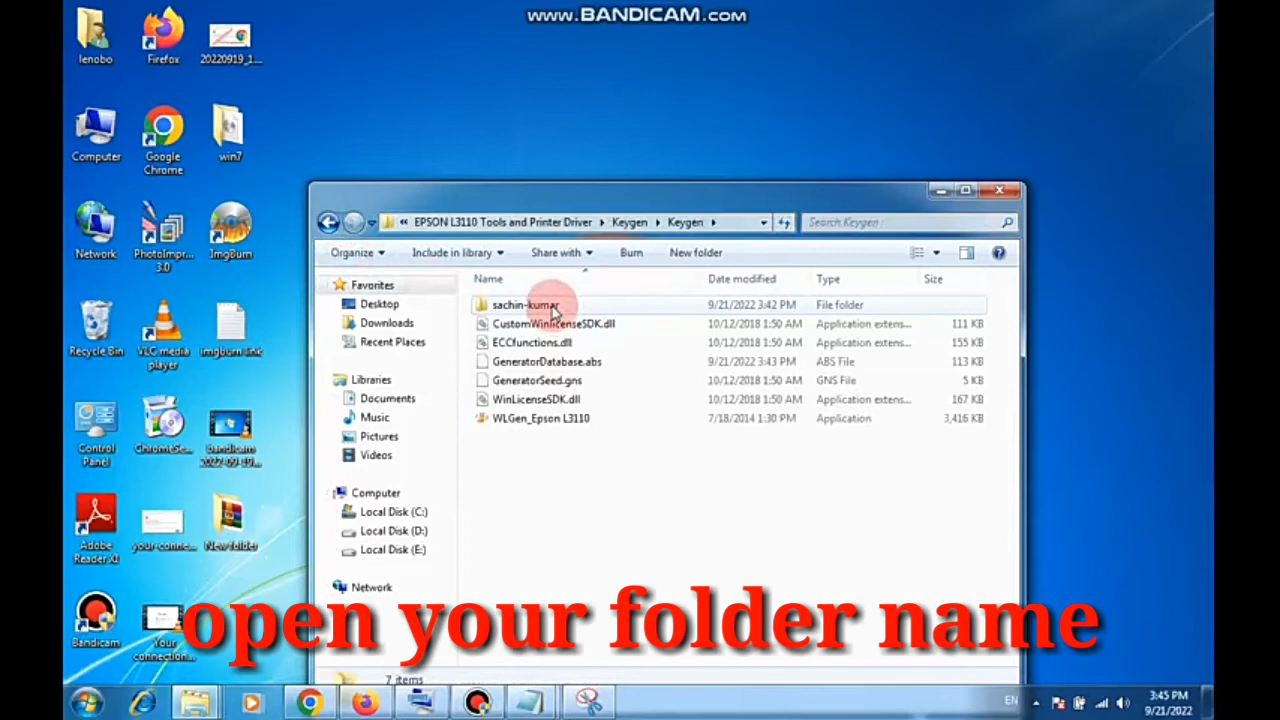 www.BANDICAM.com
lenobo
Firefox
20220919_1...
Computer
Google Chrome
win7
Network
PhotoImpr... 3.0
ImgBurn
Recycle Bin
VLC media player
imgburn link
Control Panel
ChromeSe...
bandicam 2022-09-19...
Adobe Reader XI
your-conne...
New folder
Bandicam
Your connection...
« EPSON L3110 Tools and Printer Driver ▸ Keygen ▸ Keygen ▸
Search Keygen
Organize Include in library Share with Burn New folder
Name Date modified Type Size
Favorites
Desktop
Downloads
Recent Places
Libraries
Documents
Music
Pictures
Videos
Computer
Local Disk (C:)
Local Disk (D:)
Local Disk (E:)
Network
sachin-kumar 9/21/2022 3:42 PM File folder
CustomWinlicenseSDK.dll 10/12/2018 1:50 AM Application extens... 111 KB
ECCfunctions.dll 10/12/2018 1:50 AM Application extens... 155 KB
GeneratorDatabase.abs 9/21/2022 3:43 PM ABS File 113 KB
GeneratorSeed.gns 10/12/2018 1:50 AM GNS File 5 KB
WinLicenseSDK.dll 10/12/2018 1:50 AM Application extens... 167 KB
WLGen_Epson L3110 7/18/2014 1:30 PM Application 3,416 KB
open your folder name
7 items
EN
3:45 PM
9/21/2022